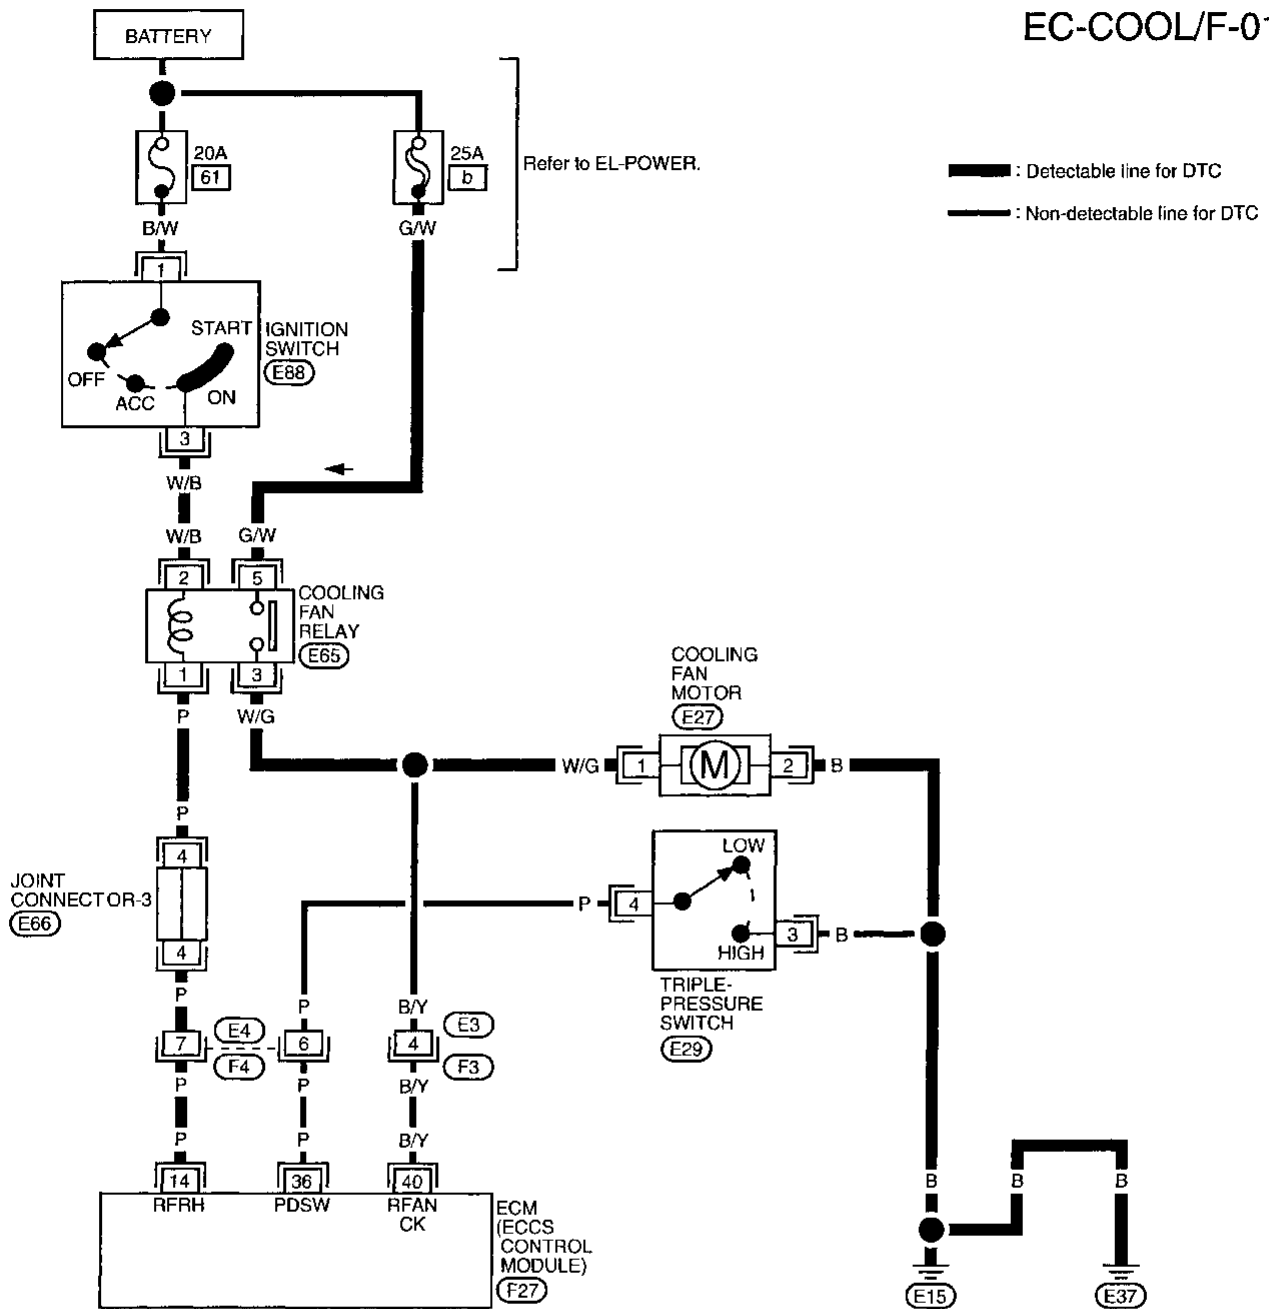 EC-COOL/F-01
BATTERY
20A
61
25A
b
Refer to EL-POWER.
: Detectable line for DTC
: Non-detectable line for DTC
B/W
G/W
1
START
OFF
ACC
ON
IGNITION
SWITCH
E88
3
W/B
W/B
G/W
2
5
COOLING
FAN
RELAY
E65
1
3
P
W/G
COOLING
FAN
MOTOR
E27
W/G
1
M
2
B
P
4
JOINT
CONNECTOR-3
E66
4
LOW
P
4
HIGH
3
B
TRIPLE-
PRESSURE
SWITCH
E29
P
P
B/Y
7
E4
F4
6
4
E3
F3
P
P
B/Y
P
P
B/Y
14
36
40
RFRH
PDSW
RFAN
CK
ECM
(ECCS
CONTROL
MODULE)
F27
B
B
B
E15
E37